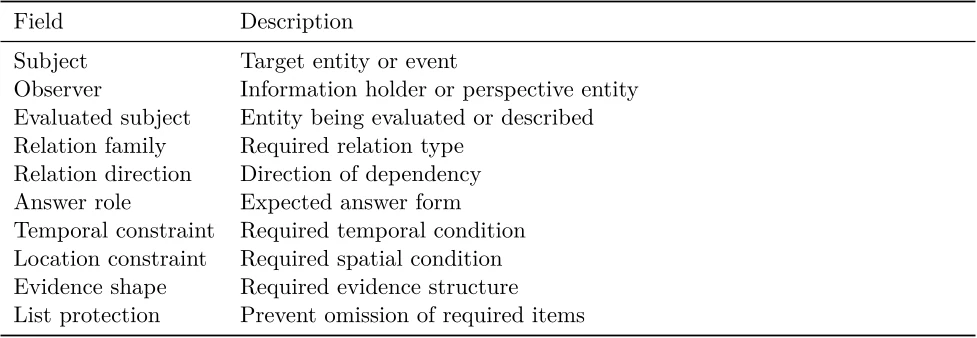 Field Description
Subject Target entity or event
Observer Information holder or perspective entity
Evaluated subject Entity being evaluated or described
Relation family Required relation type
Relation direction Direction of dependency
Answer role Expected answer form
Temporal constraint Required temporal condition
Location constraint Required spatial condition
Evidence shape Required evidence structure
List protection Prevent omission of required items